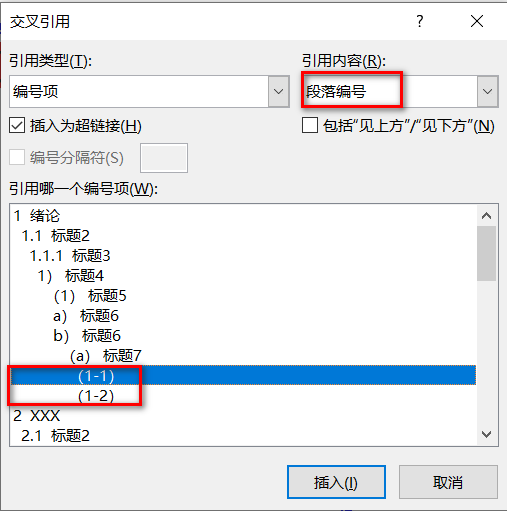 交叉引用
引用类型(T):
引用内容(R):
编号项
段落编号
插入为超链接(H)
包括“见上方”/“见下方”(N)
编号分隔符(S)
引用哪一个编号项(W):
1 绪论
1.1 标题2
1.1.1 标题3
1） 标题4
（1） 标题5
a） 标题6
b） 标题6
（a） 标题7
（1-1）
（1-2）
2 XXX
2.1 标题2
插入(I)
取消